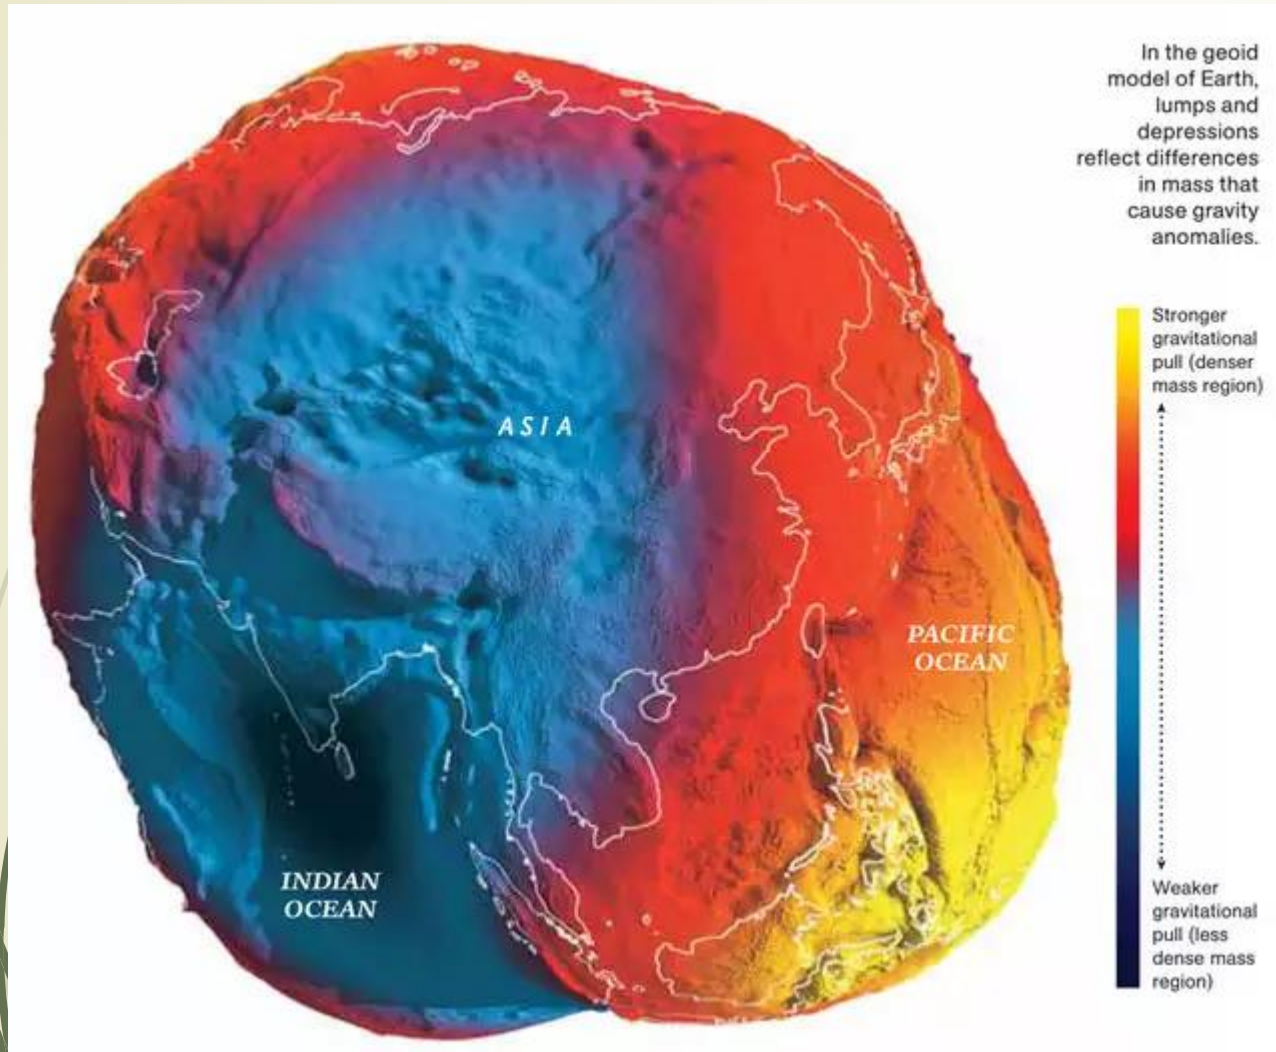 In the geoid
model of Earth,
lumps and
depressions
reflect differences
in mass that
cause gravity
anomalies.
Stronger
gravitational
pull (denser
mass region)
ASIA
PACIFIC
OCEAN
INDIAN
OCEAN
Weaker
gravitational
pull (less
dense mass
region)